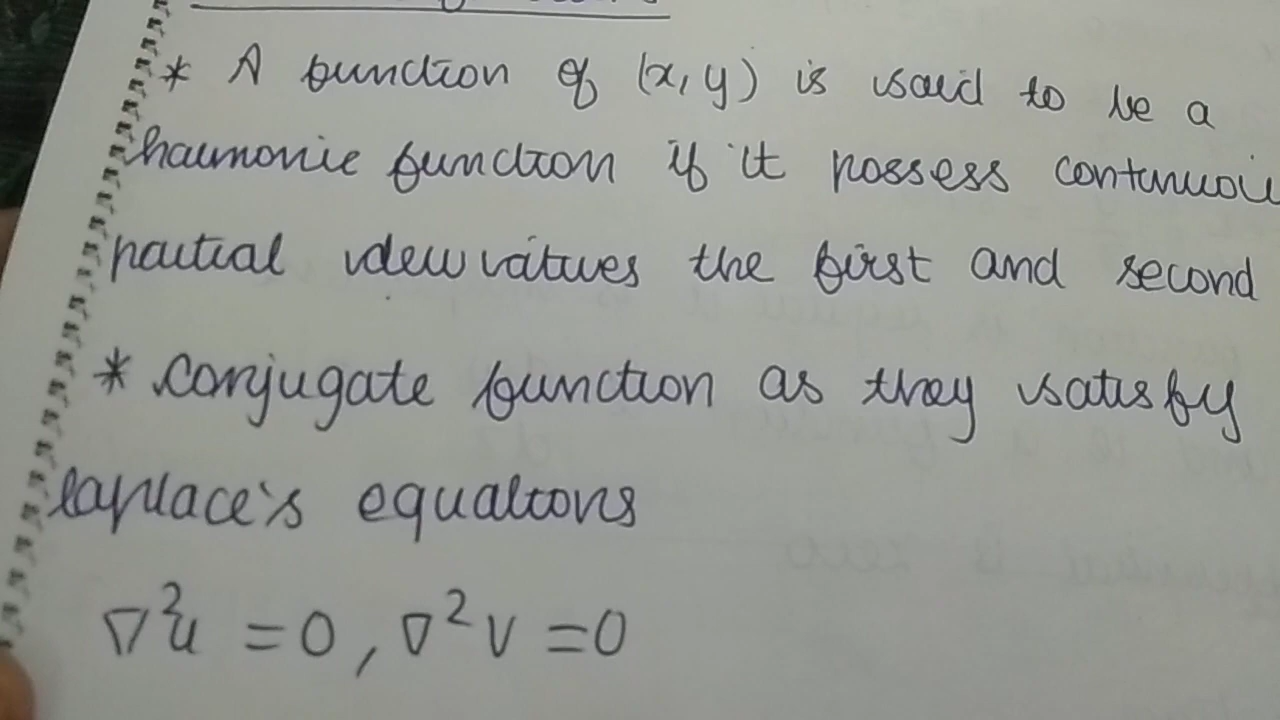 * A function of (x, y) is said to be a
harmonic function if it possess
partial derivatives the first and second
* conjugate function as they satisfy
laplace's equations
∇²u = 0, ∇²v = 0